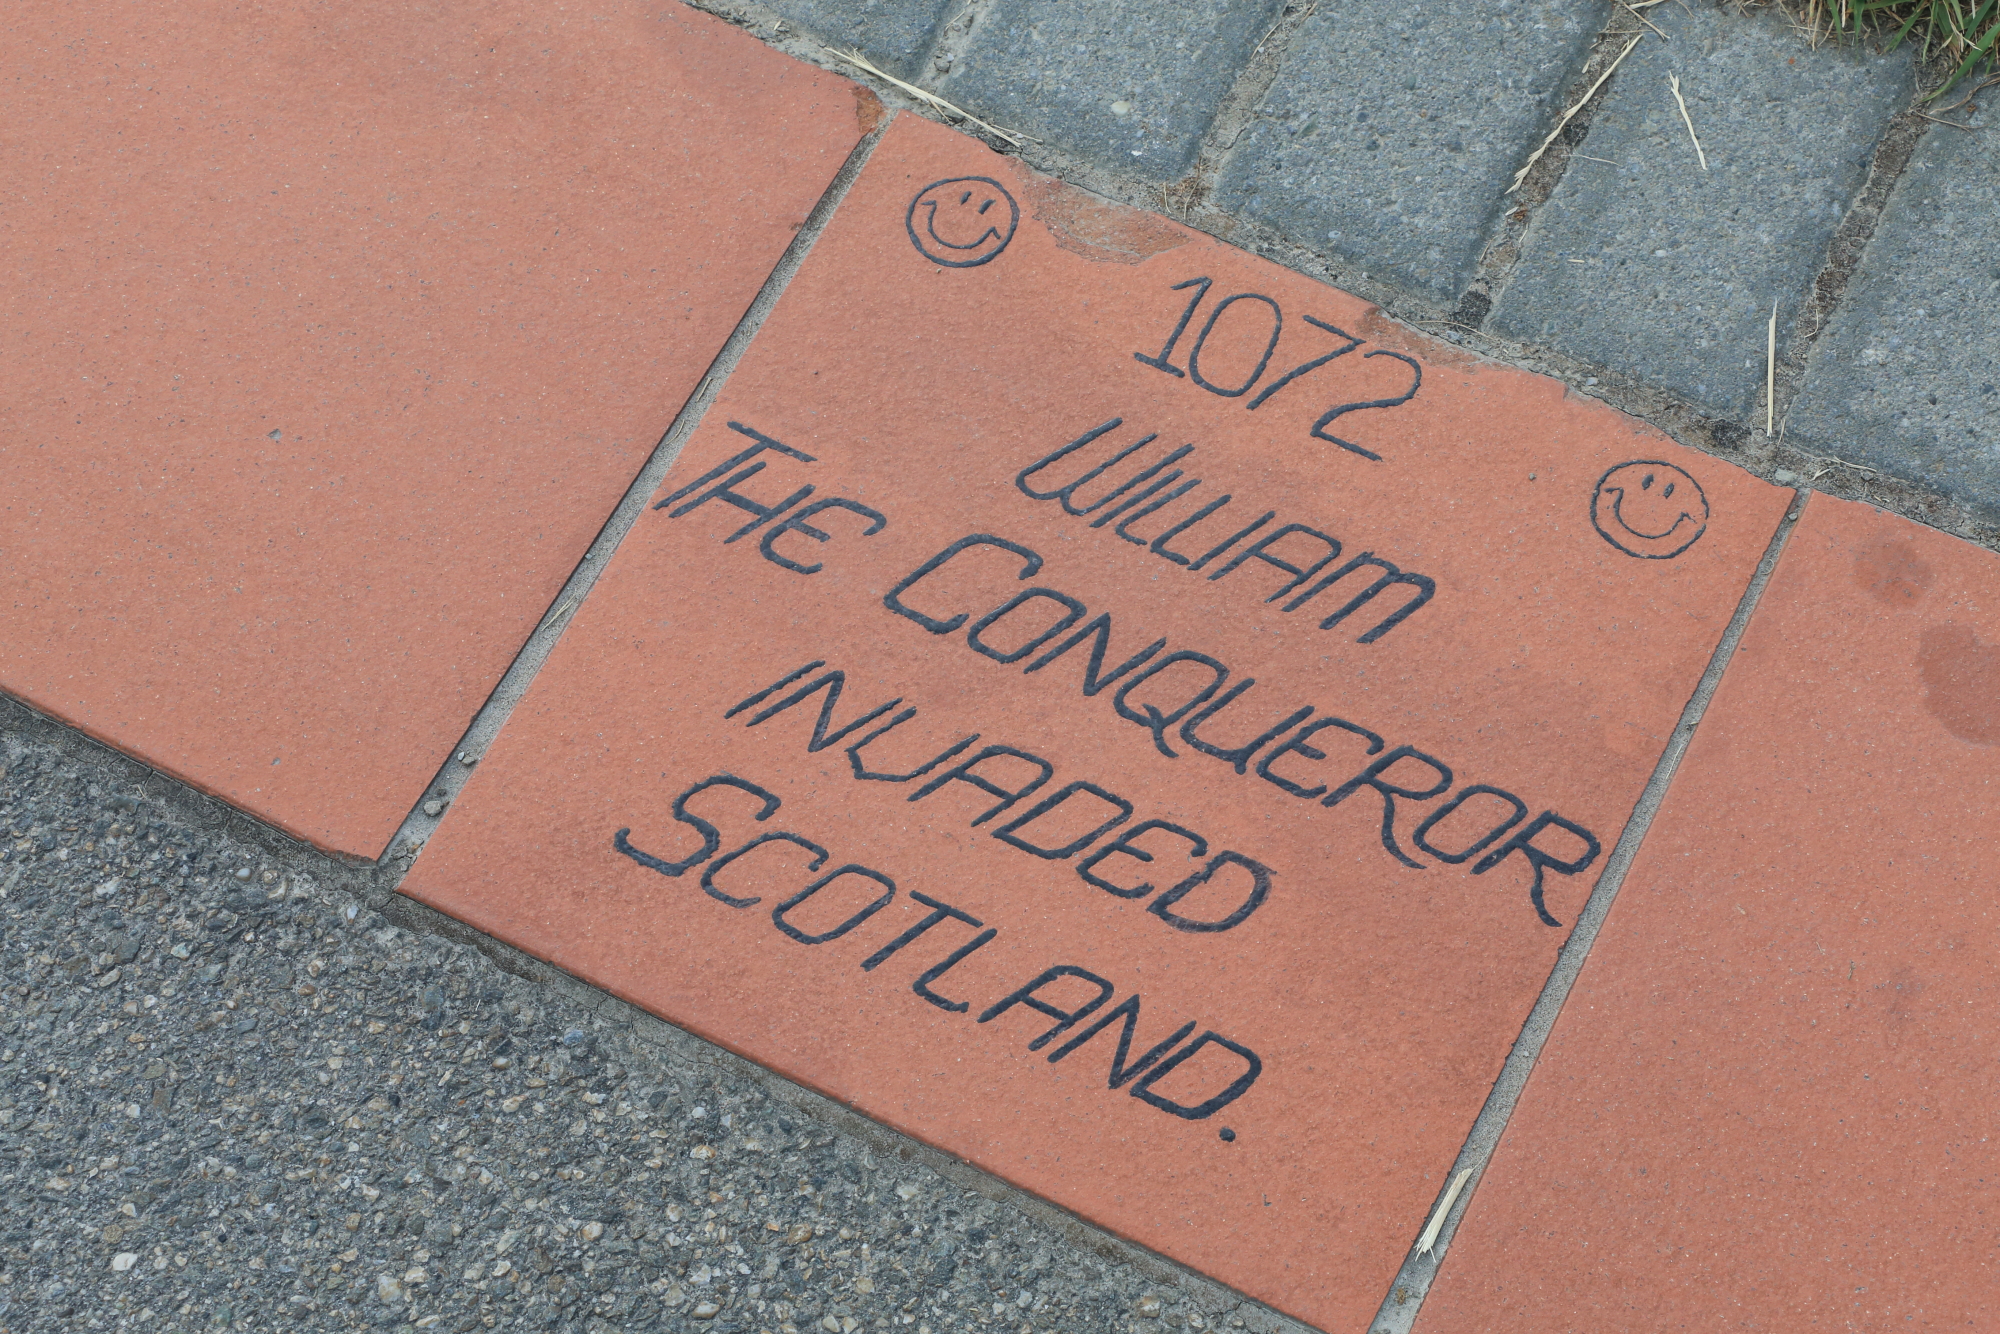 1072
WILLIAM
THE CONQUEROR
INVADED
SCOTLAND.